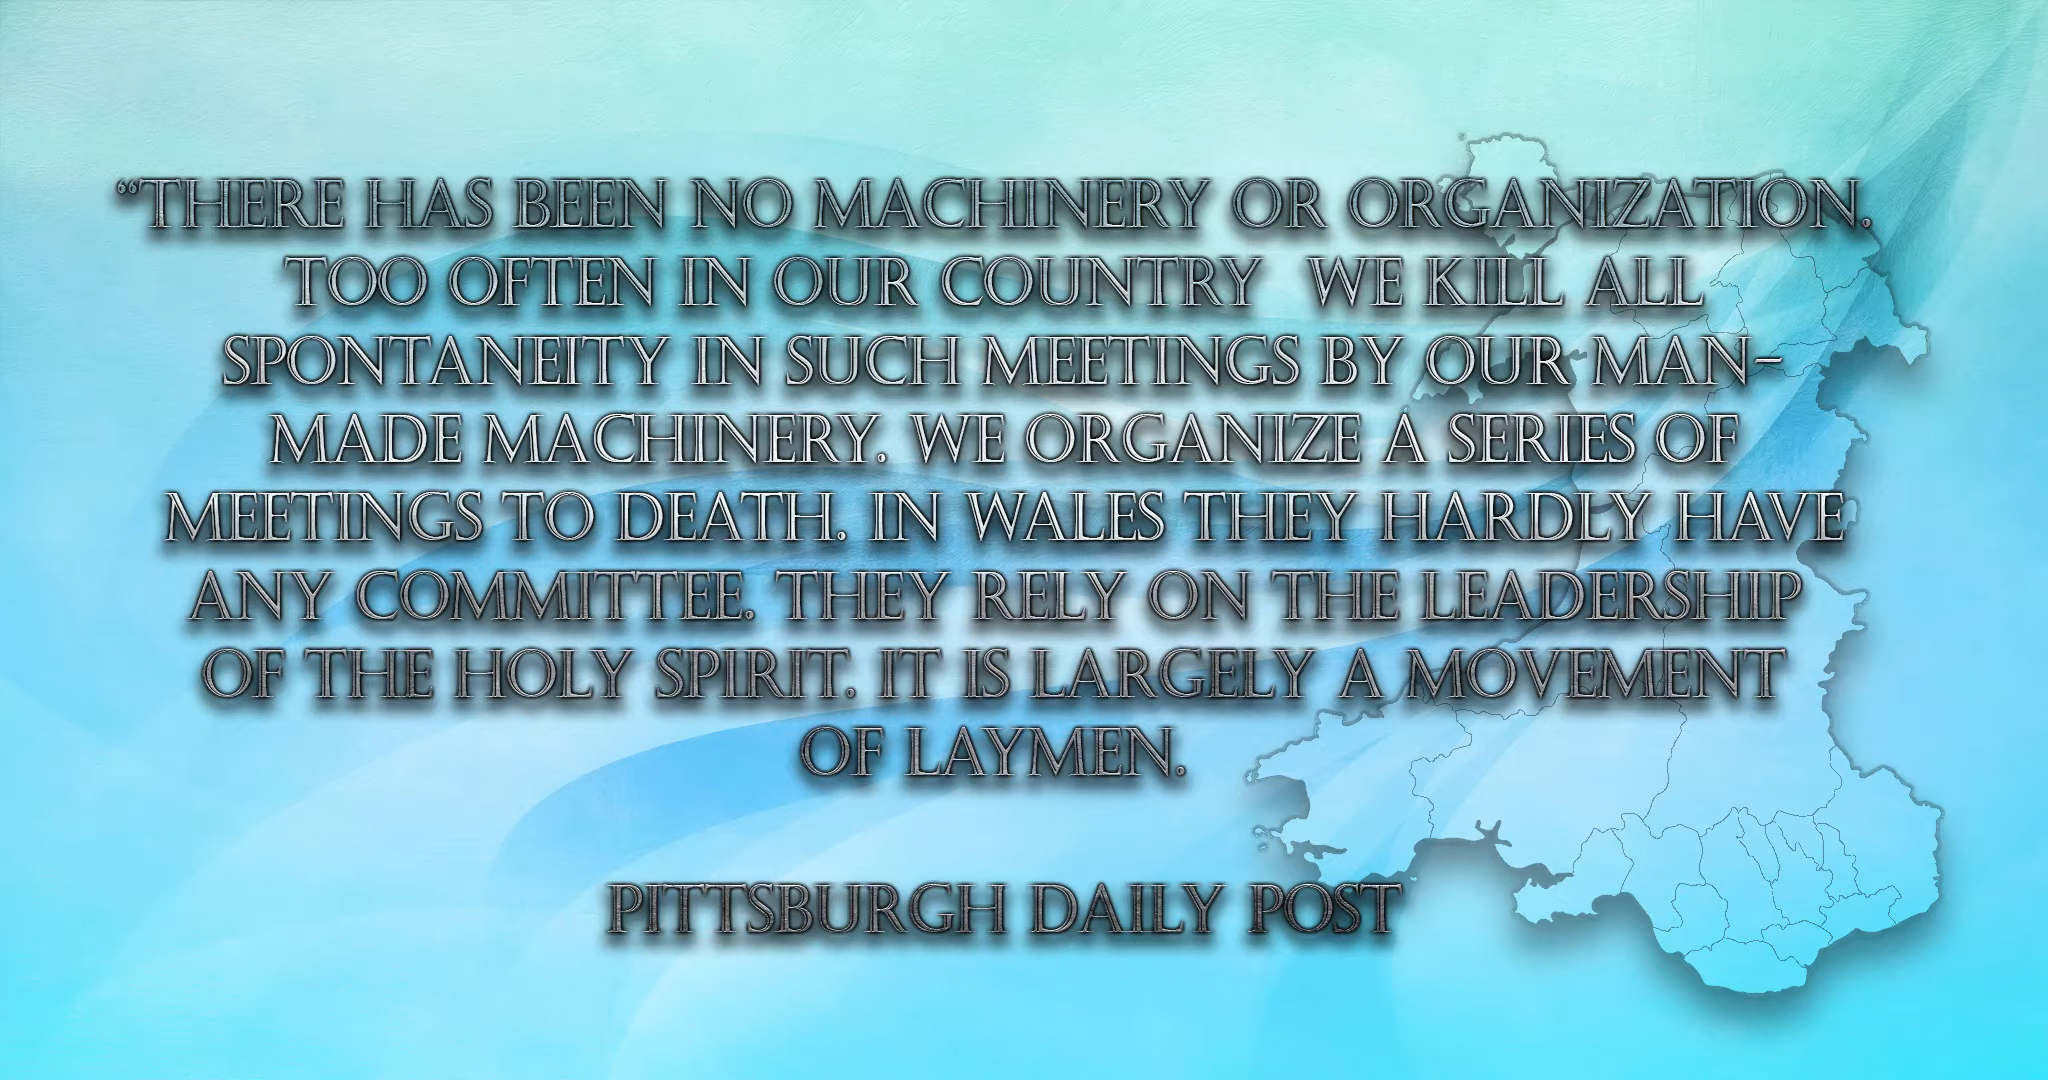 “THERE HAS BEEN NO MACHINERY OR ORGANIZATION.
TOO OFTEN IN OUR COUNTRY WE KILL ALL
SPONTANEITY IN SUCH MEETINGS BY OUR MAN-
MADE MACHINERY. WE ORGANIZE A SERIES OF
MEETINGS TO DEATH. IN WALES THEY HARDLY HAVE
ANY COMMITTEE. THEY RELY ON THE LEADERSHIP
OF THE HOLY SPIRIT. IT IS LARGELY A MOVEMENT
OF LAYMEN.
PITTSBURGH DAILY POST